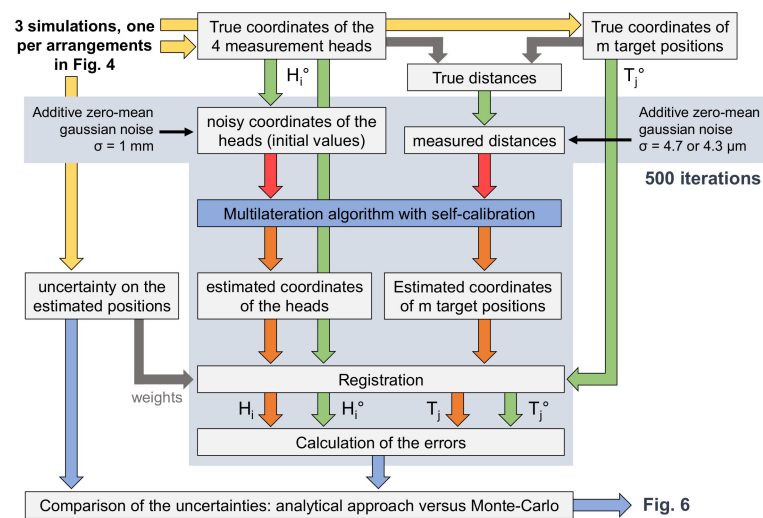 3 simulations, one
per arrangements
in Fig. 4
True coordinates of the
4 measurement heads
True coordinates of
m target positions
Hᵢ°
True distances
Tⱼ°
Additive zero-mean
gaussian noise
σ = 1 mm
noisy coordinates of the
heads (initial values)
measured distances
Additive zero-mean
gaussian noise
σ = 4.7 or 4.3 µm
500 iterations
Multilateration algorithm with self-calibration
uncertainty on the
estimated positions
estimated coordinates
of the heads
Estimated coordinates
of m target positions
Registration
weights
Hᵢ
Hᵢ°
Tⱼ
Tⱼ°
Calculation of the errors
Comparison of the uncertainties: analytical approach versus Monte-Carlo
Fig. 6